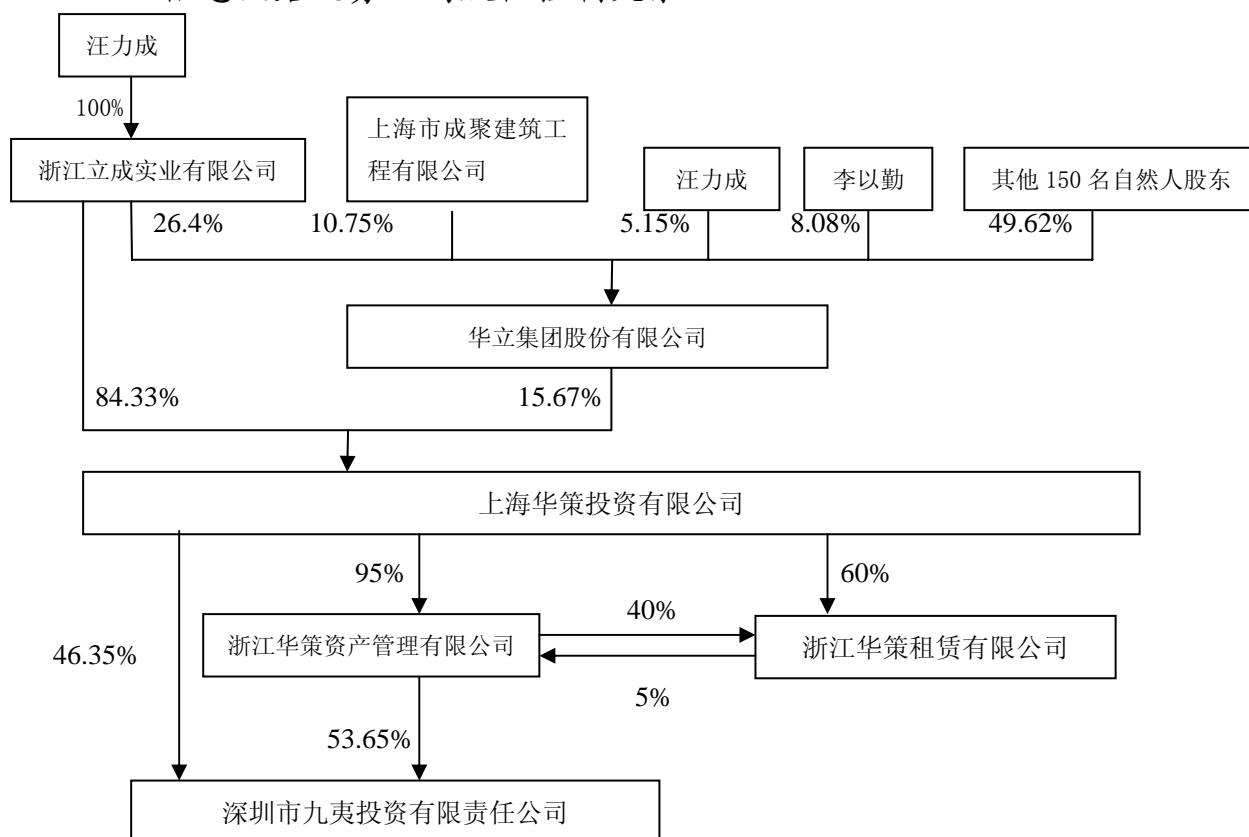 汪力成
100%
浙江立成实业有限公司
上海市成聚建筑工
程有限公司
汪力成
李以勤
其他 150 名自然人股东
26.4%
10.75%
5.15%
8.08%
49.62%
华立集团股份有限公司
84.33%
15.67%
上海华策投资有限公司
95%
60%
40%
浙江华策资产管理有限公司
浙江华策租赁有限公司
46.35%
5%
53.65%
深圳市九夷投资有限责任公司